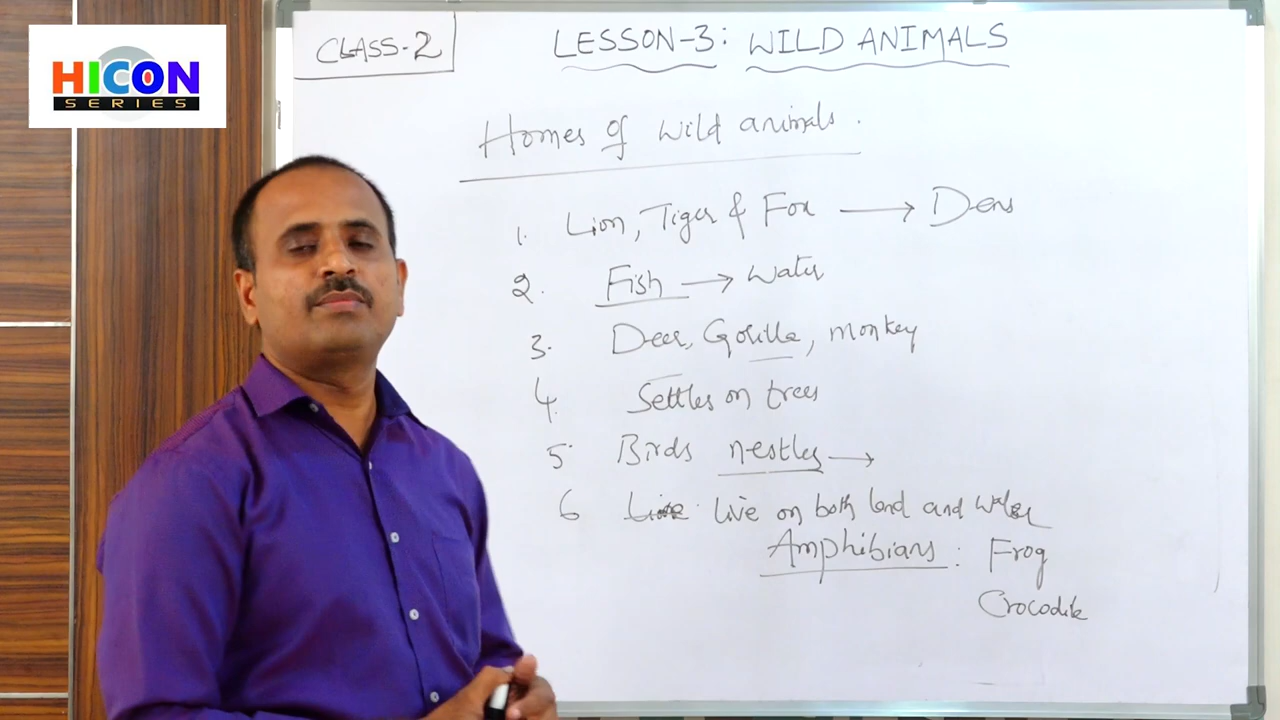 HICON
SERIES
CLASS-2
LESSON-3: WILD ANIMALS
Homes of wild animals.
1. Lion, Tiger & Fox → Dens
2. Fish → water
3. Deer, Gorilla, monkey
4. Settles on trees
5. Birds nestles →
6 live on both land and water
Amphibians: Frog
Crocodile